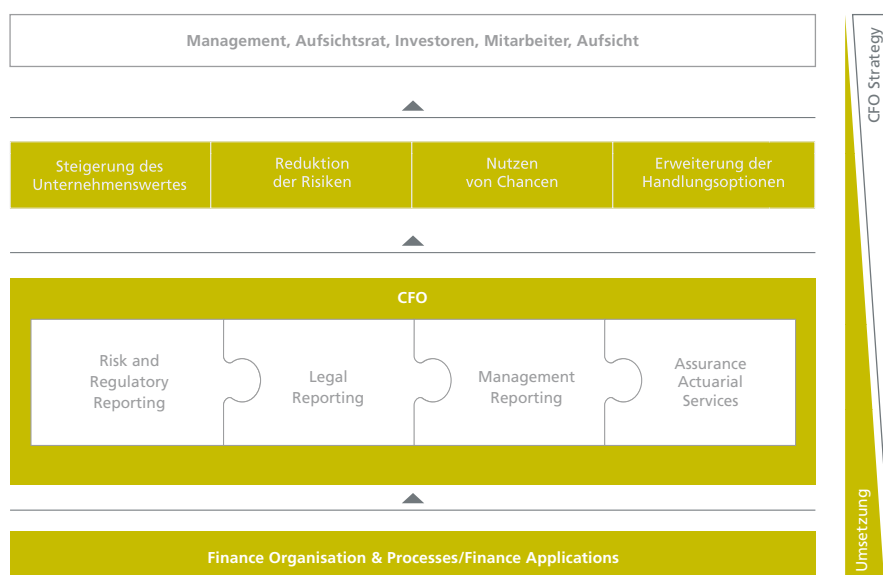 Management, Aufsichtsrat, Investoren, Mitarbeiter, Aufsicht
CFO Strategy
Steigerung des
Unternehmenswertes
Reduktion
der Risiken
Nutzen
von Chancen
Erweiterung der
Handlungsoptionen
CFO
Risk and
Regulatory
Reporting
Legal
Reporting
Management
Reporting
Assurance
Actuarial
Services
Umsetzung
Finance Organisation & Processes/Finance Applications